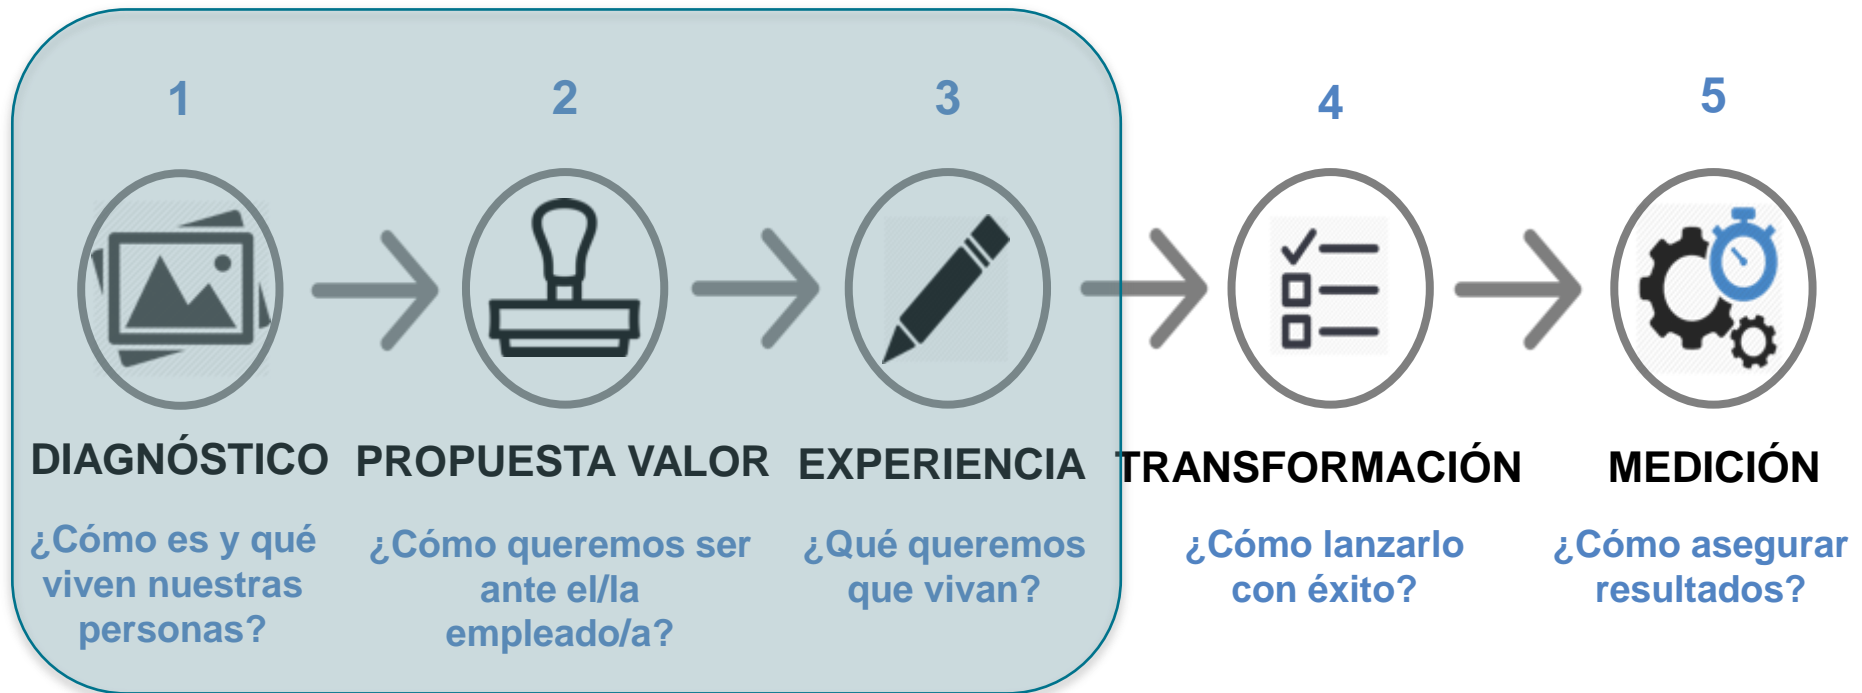 1
2
3
4
5
DIAGNÓSTICO
PROPUESTA VALOR
EXPERIENCIA
TRANSFORMACIÓN
MEDICIÓN
¿Cómo es y qué
viven nuestras
personas?
¿Cómo queremos ser
ante el/la
empleado/a?
¿Qué queremos
que vivan?
¿Cómo lanzarlo
con éxito?
¿Cómo asegurar
resultados?